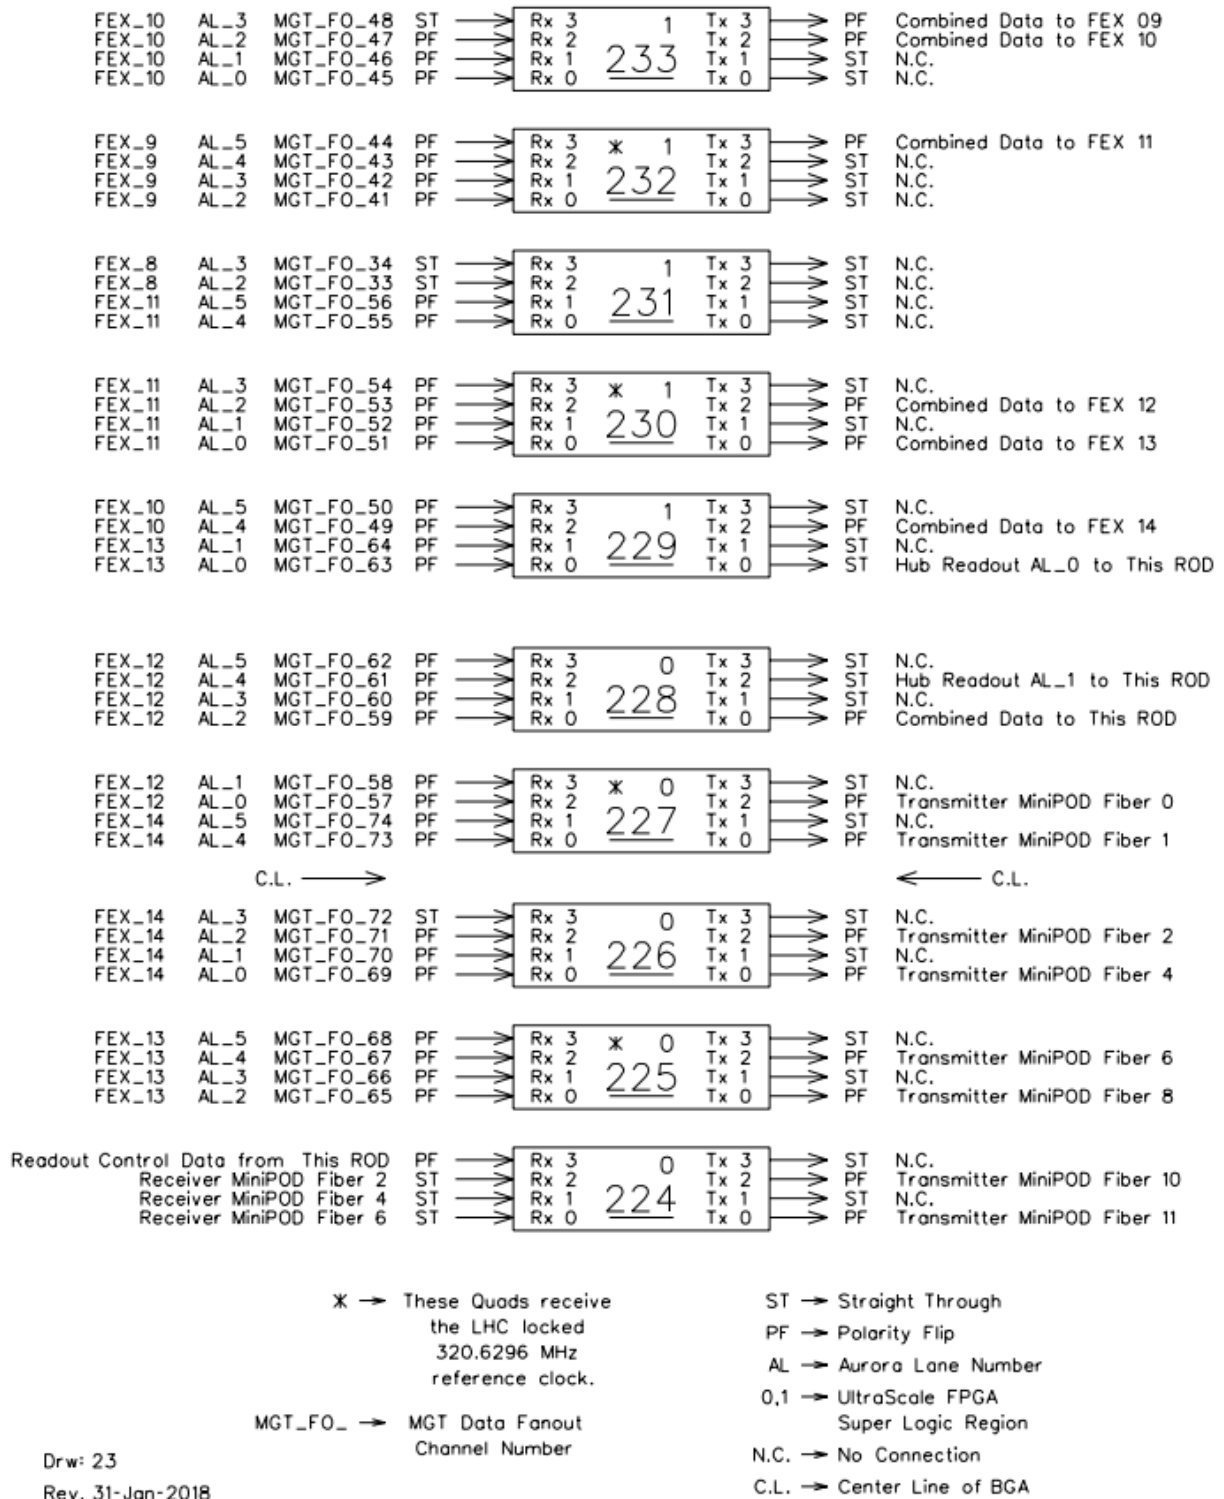 FEX_10 AL_3 MGT_FO_48 ST Rx 3 1 Tx 3 PF Combined Data to FEX 09
FEX_10 AL_2 MGT_FO_47 PF Rx 2 Tx 2 PF Combined Data to FEX 10
FEX_10 AL_1 MGT_FO_46 PF Rx 1 233 Tx 1 ST N.C.
FEX_10 AL_0 MGT_FO_45 PF Rx 0 Tx 0 ST N.C.
FEX_9 AL_5 MGT_FO_44 PF Rx 3 * 1 Tx 3 PF Combined Data to FEX 11
FEX_9 AL_4 MGT_FO_43 PF Rx 2 Tx 2 ST N.C.
FEX_9 AL_3 MGT_FO_42 PF Rx 1 232 Tx 1 ST N.C.
FEX_9 AL_2 MGT_FO_41 PF Rx 0 Tx 0 ST N.C.
FEX_8 AL_3 MGT_FO_34 ST Rx 3 1 Tx 3 ST N.C.
FEX_8 AL_2 MGT_FO_33 ST Rx 2 Tx 2 ST N.C.
FEX_11 AL_5 MGT_FO_56 PF Rx 1 231 Tx 1 ST N.C.
FEX_11 AL_4 MGT_FO_55 PF Rx 0 Tx 0 ST N.C.
FEX_11 AL_3 MGT_FO_54 PF Rx 3 * 1 Tx 3 ST N.C.
FEX_11 AL_2 MGT_FO_53 PF Rx 2 Tx 2 PF Combined Data to FEX 12
FEX_11 AL_1 MGT_FO_52 PF Rx 1 230 Tx 1 ST N.C.
FEX_11 AL_0 MGT_FO_51 PF Rx 0 Tx 0 PF Combined Data to FEX 13
FEX_10 AL_5 MGT_FO_50 PF Rx 3 1 Tx 3 ST N.C.
FEX_10 AL_4 MGT_FO_49 PF Rx 2 Tx 2 PF Combined Data to FEX 14
FEX_13 AL_1 MGT_FO_64 PF Rx 1 229 Tx 1 ST N.C.
FEX_13 AL_0 MGT_FO_63 PF Rx 0 Tx 0 ST Hub Readout AL_0 to This ROD
FEX_12 AL_5 MGT_FO_62 PF Rx 3 0 Tx 3 ST N.C.
FEX_12 AL_4 MGT_FO_61 PF Rx 2 Tx 2 ST Hub Readout AL_1 to This ROD
FEX_12 AL_3 MGT_FO_60 PF Rx 1 228 Tx 1 ST N.C.
FEX_12 AL_2 MGT_FO_59 PF Rx 0 Tx 0 PF Combined Data to This ROD
FEX_12 AL_1 MGT_FO_58 PF Rx 3 * 0 Tx 3 ST N.C.
FEX_12 AL_0 MGT_FO_57 PF Rx 2 Tx 2 PF Transmitter MiniPOD Fiber 0
FEX_14 AL_5 MGT_FO_74 PF Rx 1 227 Tx 1 ST N.C.
FEX_14 AL_4 MGT_FO_73 PF Rx 0 Tx 0 PF Transmitter MiniPOD Fiber 1
C.L. → ← C.L.
FEX_14 AL_3 MGT_FO_72 ST Rx 3 0 Tx 3 ST N.C.
FEX_14 AL_2 MGT_FO_71 PF Rx 2 Tx 2 PF Transmitter MiniPOD Fiber 2
FEX_14 AL_1 MGT_FO_70 PF Rx 1 226 Tx 1 ST N.C.
FEX_14 AL_0 MGT_FO_69 PF Rx 0 Tx 0 PF Transmitter MiniPOD Fiber 4
FEX_13 AL_5 MGT_FO_68 PF Rx 3 * 0 Tx 3 ST N.C.
FEX_13 AL_4 MGT_FO_67 PF Rx 2 Tx 2 PF Transmitter MiniPOD Fiber 6
FEX_13 AL_3 MGT_FO_66 PF Rx 1 225 Tx 1 ST N.C.
FEX_13 AL_2 MGT_FO_65 PF Rx 0 Tx 0 PF Transmitter MiniPOD Fiber 8
Readout Control Data from This ROD PF Rx 3 0 Tx 3 ST N.C.
Receiver MiniPOD Fiber 2 ST Rx 2 Tx 2 PF Transmitter MiniPOD Fiber 10
Receiver MiniPOD Fiber 4 ST Rx 1 224 Tx 1 ST N.C.
Receiver MiniPOD Fiber 6 ST Rx 0 Tx 0 PF Transmitter MiniPOD Fiber 11
* → These Quads receive
the LHC locked
320.6296 MHz
reference clock.
MGT_FO_ → MGT Data Fanout
Channel Number
ST → Straight Through
PF → Polarity Flip
AL → Aurora Lane Number
0,1 → UltraScale FPGA
Super Logic Region
N.C. → No Connection
C.L. → Center Line of BGA
Drw: 23
Rev. 31-Jan-2018